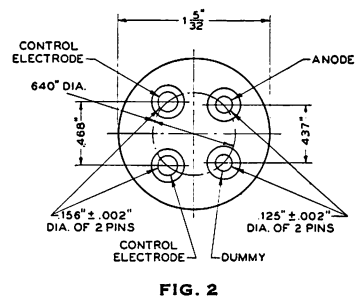 1 5/32"
CONTROL
ELECTRODE
ANODE
640" DIA.
.468"
.437"
.156" ± .002"
DIA. OF 2 PINS
.125" ± .002"
DIA. OF 2 PINS
CONTROL
ELECTRODE
DUMMY
FIG. 2